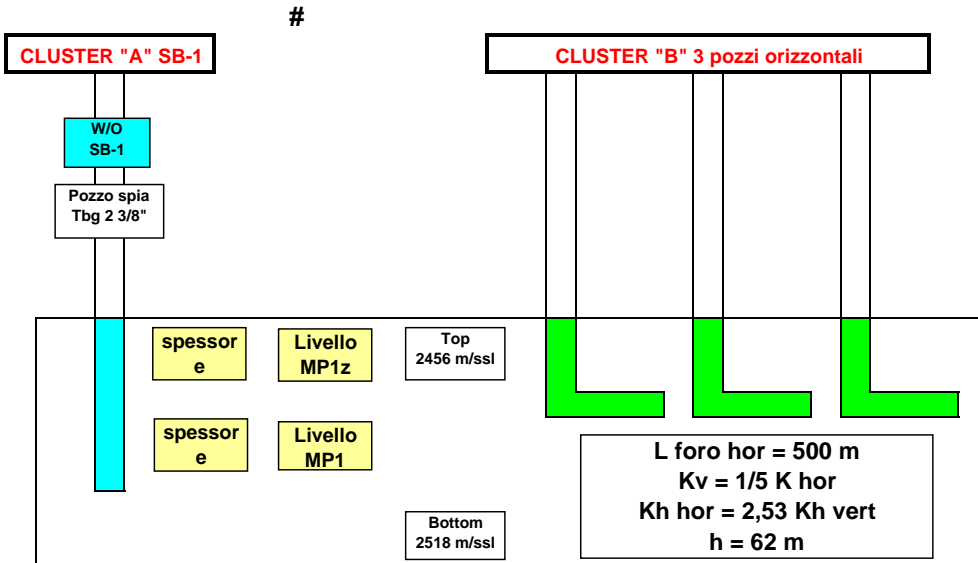 #
CLUSTER "A" SB-1
CLUSTER "B" 3 pozzi orizzontali
W/O
SB-1
Pozzo spia
Tbg 2 3/8"
spessor
e
Livello
MP1z
Top
2456 m/ssl
spessor
e
Livello
MP1
L foro hor = 500 m
Kv = 1/5 K hor
Kh hor = 2,53 Kh vert
h = 62 m
Bottom
2518 m/ssl